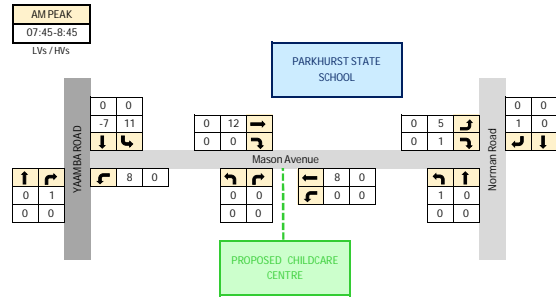 AM PEAK
07:45-8:45
LVs / HVs
PARKHURST STATE
SCHOOL
0 0
-7 11
0 12
0 0
0 5
0 1
0 0
1 0
YAAMBA ROAD
Mason Avenue
Norman Road
0 1
0 0
8 0
0 0
0 0
8 0
0 0
1 0
0 0
PROPOSED CHILDCARE
CENTRE